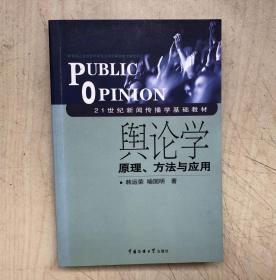 PUBLIC
OPINION
21世纪新闻传播学基础教材
舆论学
原理、方法与应用
韩运荣 喻国明 著
中国传媒大学出版社